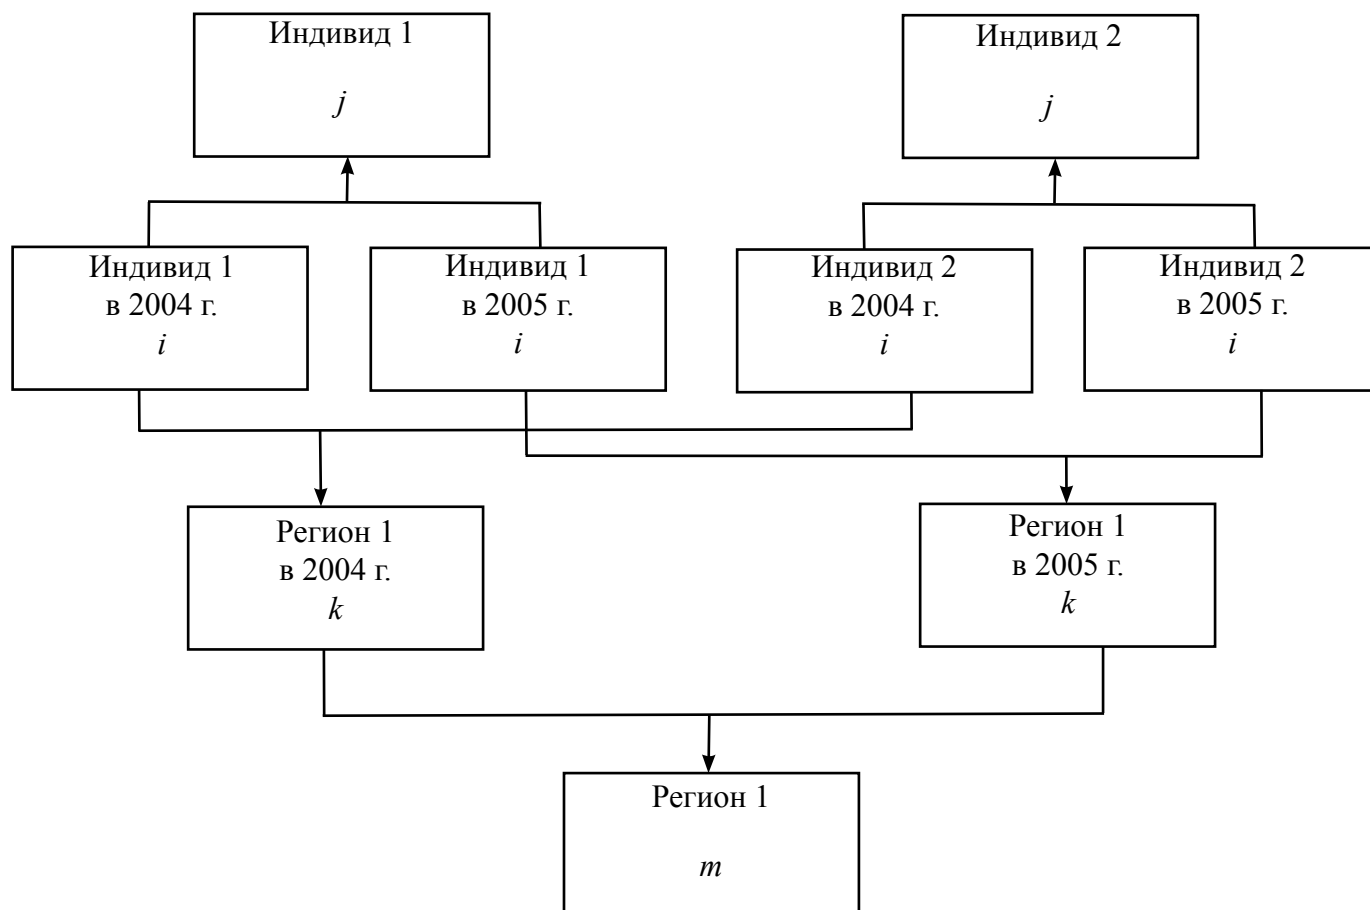 Индивид 1
j
Индивид 2
j
Индивид 1
в 2004 г.
i
Индивид 1
в 2005 г.
i
Индивид 2
в 2004 г.
i
Индивид 2
в 2005 г.
i
Регион 1
в 2004 г.
k
Регион 1
в 2005 г.
k
Регион 1
m